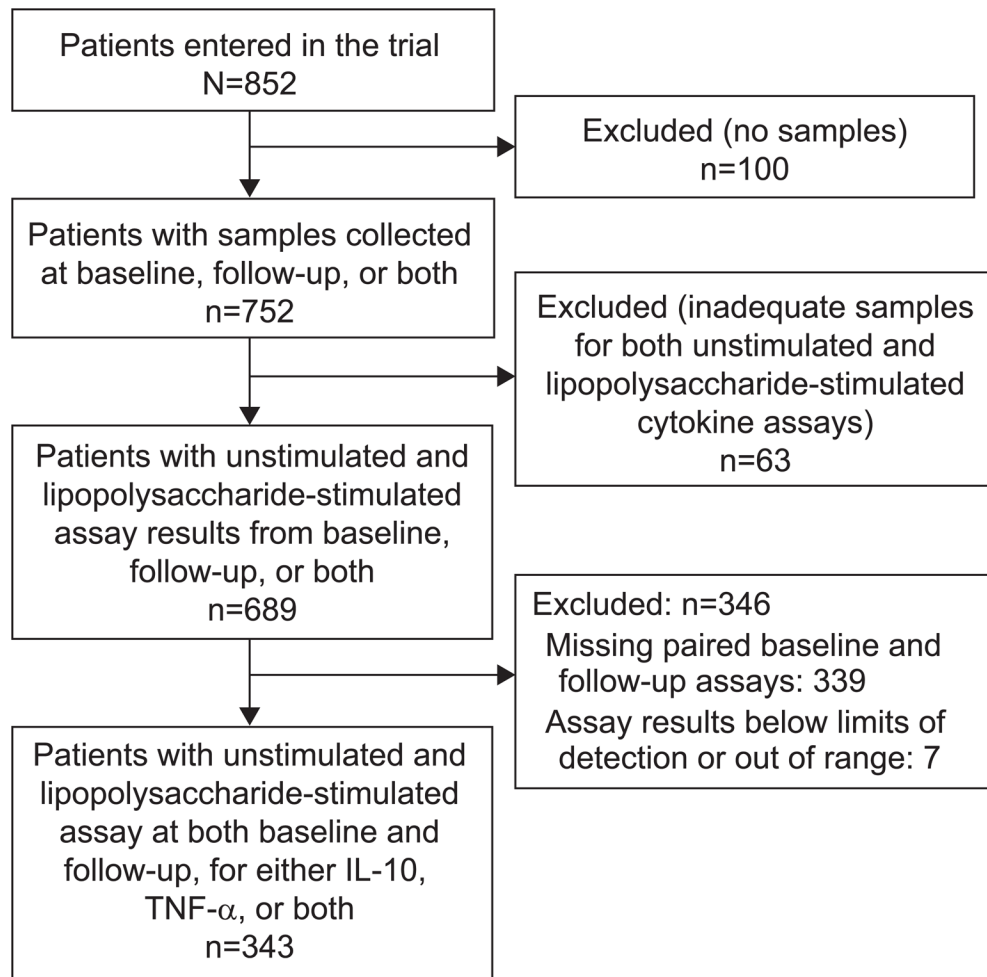 Patients entered in the trial
N=852
Excluded (no samples)
n=100
Patients with samples collected
at baseline, follow-up, or both
n=752
Excluded (inadequate samples
for both unstimulated and
lipopolysaccharide-stimulated
cytokine assays)
n=63
Patients with unstimulated and
lipopolysaccharide-stimulated
assay results from baseline,
follow-up, or both
n=689
Excluded: n=346
Missing paired baseline and
follow-up assays: 339
Assay results below limits of
detection or out of range: 7
Patients with unstimulated and
lipopolysaccharide-stimulated
assay at both baseline and
follow-up, for either IL-10,
TNF-α, or both
n=343